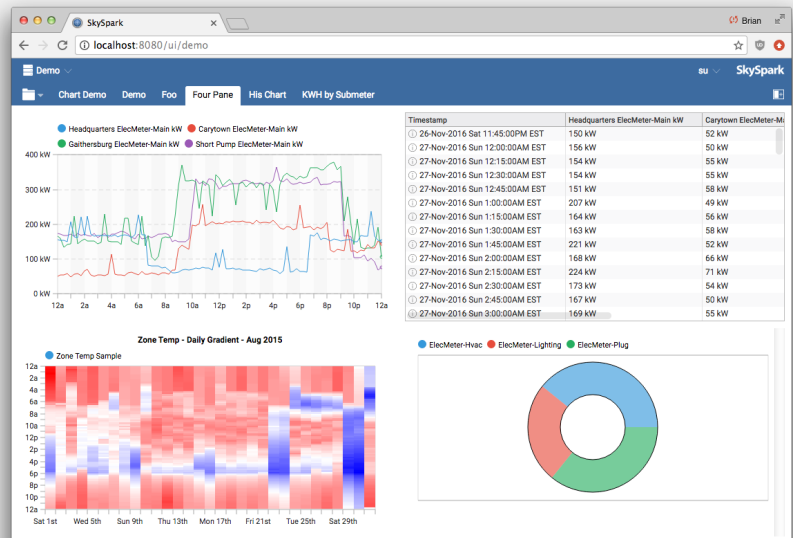 SkySpark
Brian
localhost:8080/ui/demo
Demo
su
SkySpark
Chart Demo Demo Foo Four Pane His Chart KWH by Submeter
Headquarters ElecMeter-Main kW Carytown ElecMeter-Main kW
Gaithersburg ElecMeter-Main kW Short Pump ElecMeter-Main kW
400 kW
300 kW
200 kW
100 kW
0 kW
12a 2a 4a 6a 8a 10a 12p 2p 4p 6p 8p 10p 12a
Timestamp Headquarters ElecMeter-Main kW Carytown ElecMeter-Ma
26-Nov-2016 Sat 11:45:00PM EST 150 kW 52 kW
27-Nov-2016 Sun 12:00:00AM EST 156 kW 50 kW
27-Nov-2016 Sun 12:15:00AM EST 154 kW 55 kW
27-Nov-2016 Sun 12:30:00AM EST 154 kW 55 kW
27-Nov-2016 Sun 12:45:00AM EST 151 kW 58 kW
27-Nov-2016 Sun 1:00:00AM EST 207 kW 49 kW
27-Nov-2016 Sun 1:15:00AM EST 164 kW 56 kW
27-Nov-2016 Sun 1:30:00AM EST 163 kW 58 kW
27-Nov-2016 Sun 1:45:00AM EST 221 kW 52 kW
27-Nov-2016 Sun 2:00:00AM EST 168 kW 66 kW
27-Nov-2016 Sun 2:15:00AM EST 224 kW 71 kW
27-Nov-2016 Sun 2:30:00AM EST 173 kW 54 kW
27-Nov-2016 Sun 2:45:00AM EST 167 kW 50 kW
27-Nov-2016 Sun 3:00:00AM EST 169 kW 55 kW
Zone Temp - Daily Gradient - Aug 2015
Zone Temp Sample
12a
2a
4a
6a
8a
10a
12p
2p
4p
6p
8p
10p
12a
Sat 1st Wed 5th Sun 9th Thu 13th Mon 17th Fri 21st Tue 25th Sat 29th
ElecMeter-Hvac ElecMeter-Lighting ElecMeter-Plug